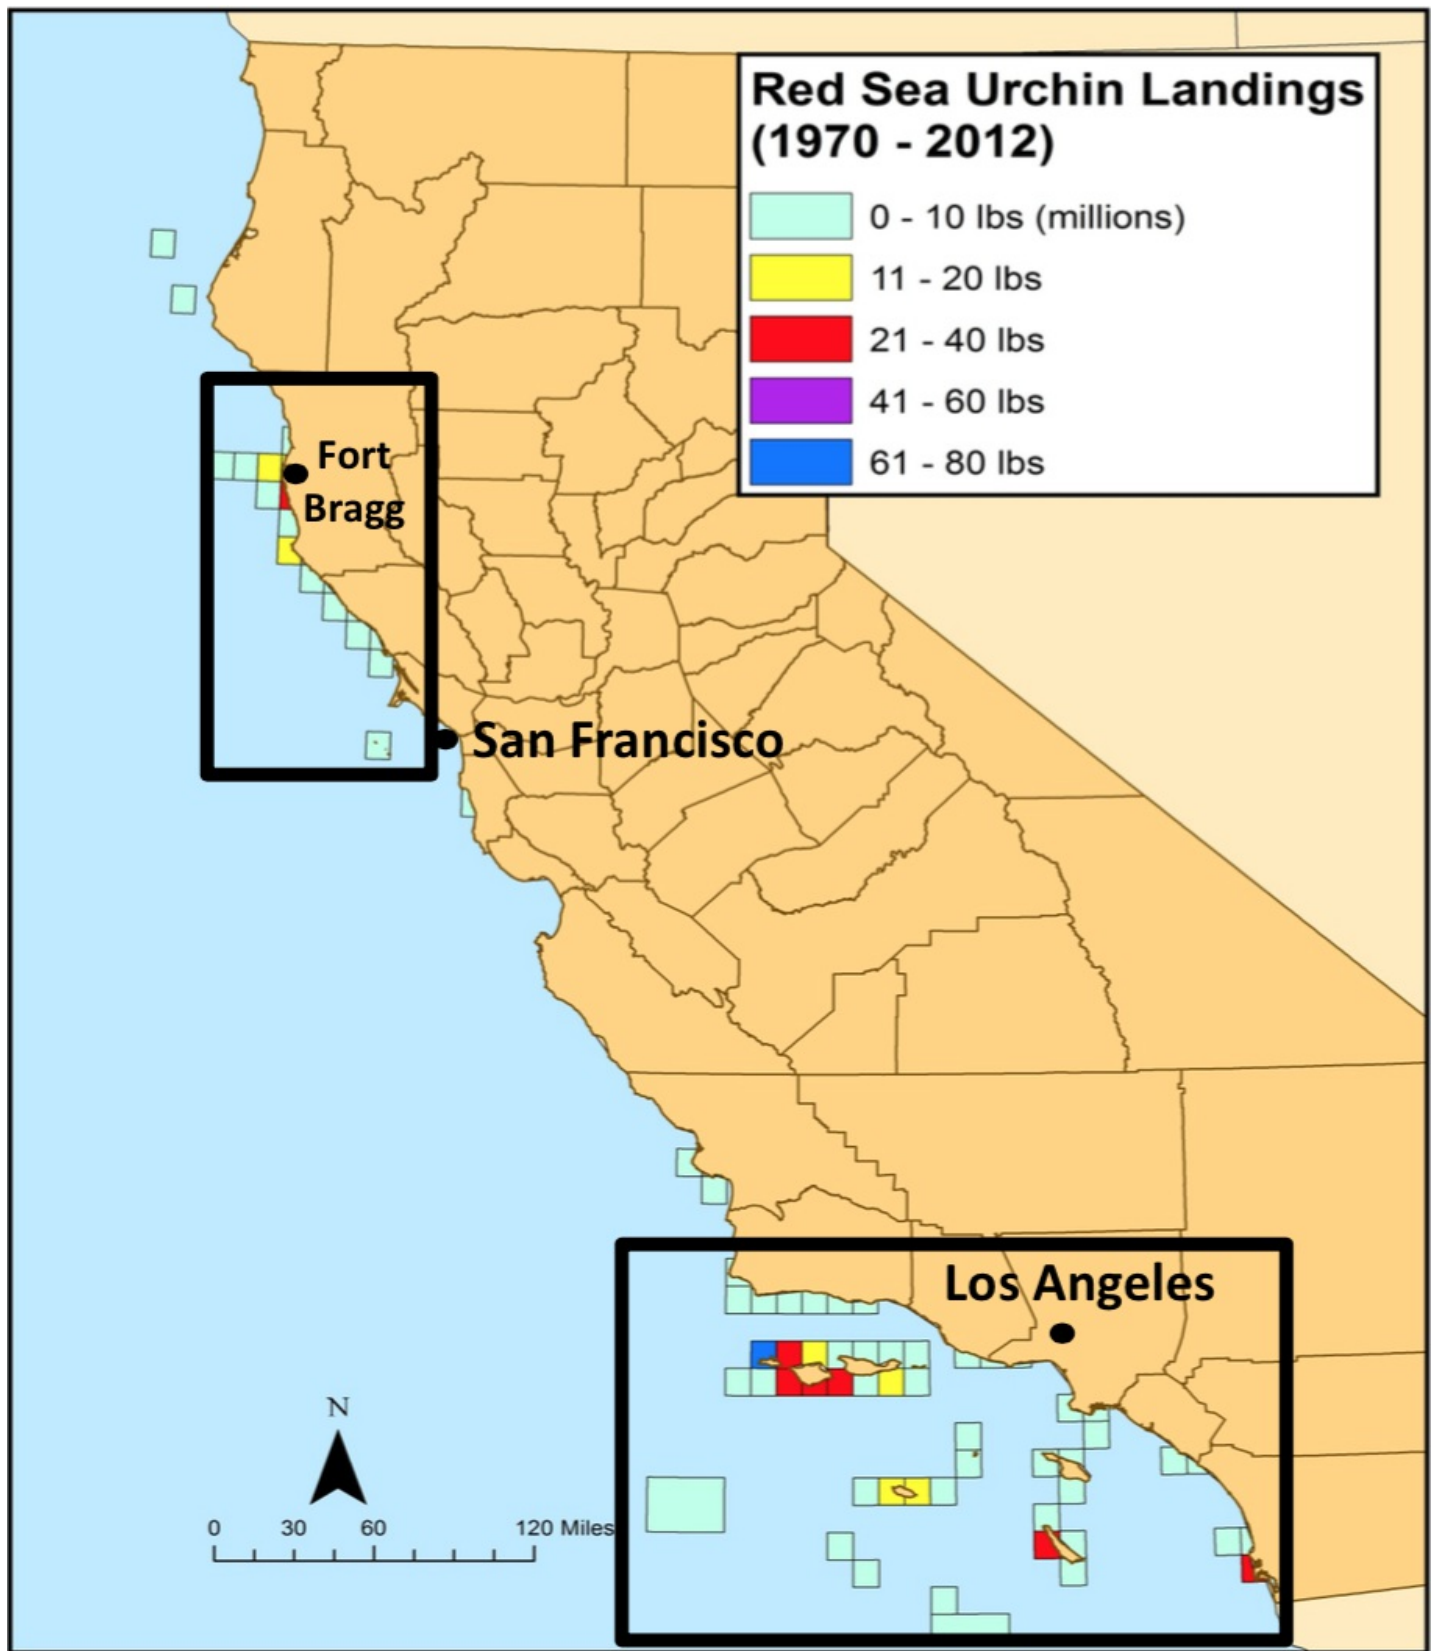 Red Sea Urchin Landings
(1970 - 2012)
0 - 10 lbs (millions)
11 - 20 lbs
21 - 40 lbs
41 - 60 lbs
61 - 80 lbs
Fort
Bragg
San Francisco
Los Angeles
N
0 30 60 120 Miles